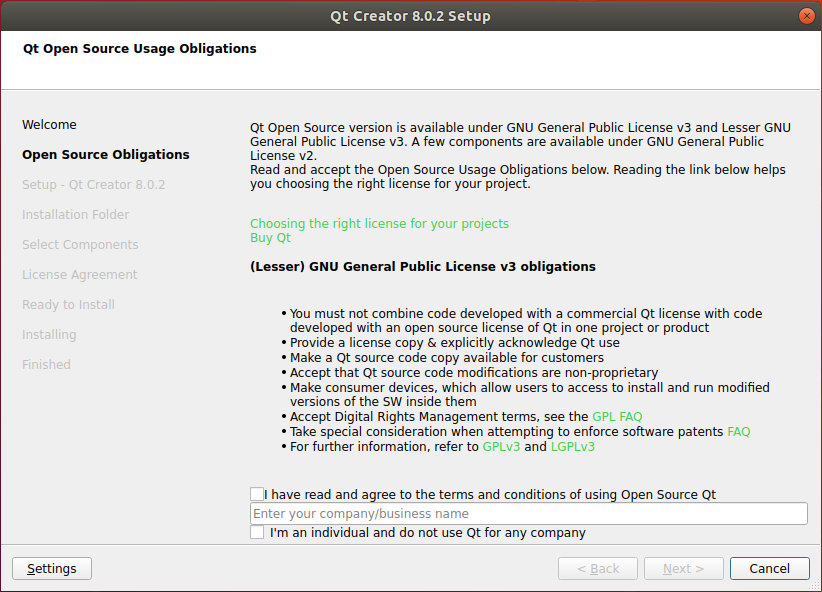 Qt Creator 8.0.2 Setup
Qt Open Source Usage Obligations
Welcome
Open Source Obligations
Setup - Qt Creator 8.0.2
Installation Folder
Select Components
License Agreement
Ready to Install
Installing
Finished
Qt Open Source version is available under GNU General Public License v3 and Lesser GNU
General Public License v3. A few components are available under GNU General Public
License v2.
Read and accept the Open Source Usage Obligations below. Reading the link below helps
you choosing the right license for your project.
Choosing the right license for your projects
Buy Qt
(Lesser) GNU General Public License v3 obligations
• You must not combine code developed with a commercial Qt license with code
developed with an open source license of Qt in one project or product
• Provide a license copy & explicitly acknowledge Qt use
• Make a Qt source code copy available for customers
• Accept that Qt source code modifications are non-proprietary
• Make consumer devices, which allow users to access to install and run modified
versions of the SW inside them
• Accept Digital Rights Management terms, see the GPL FAQ
• Take special consideration when attempting to enforce software patents FAQ
• For further information, refer to GPLv3 and LGPLv3
I have read and agree to the terms and conditions of using Open Source Qt
Enter your company/business name
I'm an individual and do not use Qt for any company
Settings
< Back
Next >
Cancel